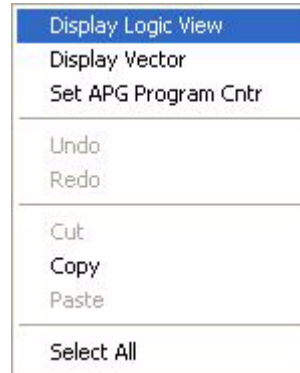 Display Logic View
Display Vector
Set APG Program Cntr
Undo
Redo
Cut
Copy
Paste
Select All